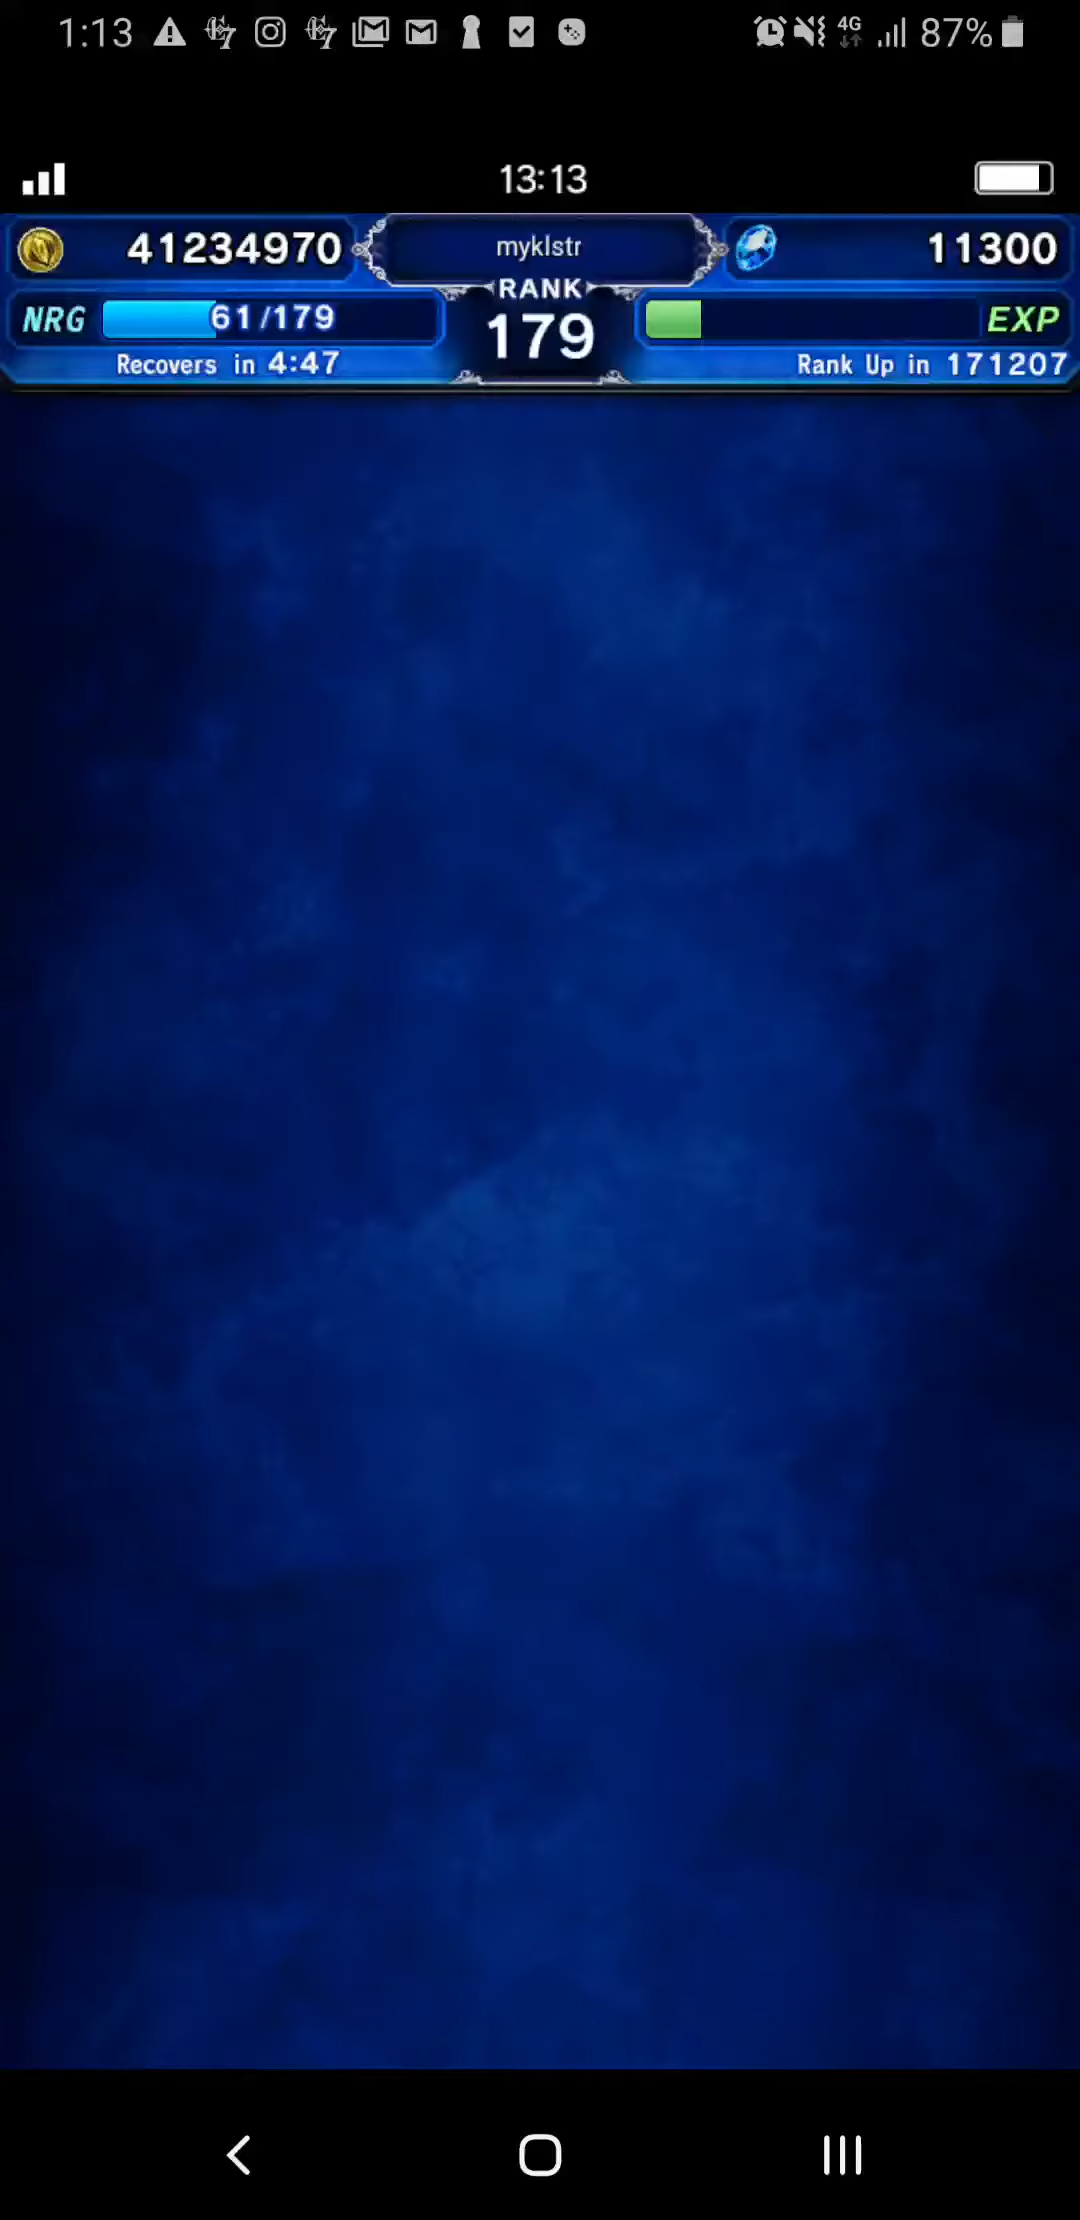 1:13 4G 87%
13:13
41234970 myklstr 11300
NRG 61/179 RANK 179 EXP
Recovers in 4:47 Rank Up in 171207